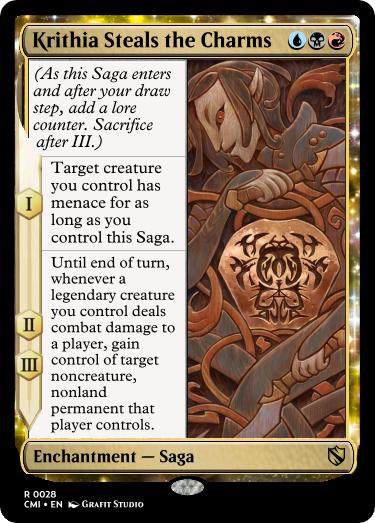 Krithia Steals the Charms
(As this Saga enters
and after your draw
step, add a lore
counter. Sacrifice
after III.)
I
Target creature
you control has
menace for as
long as you
control this Saga.
II
III
Until end of turn,
whenever a
legendary creature
you control deals
combat damage to
a player, gain
control of target
noncreature,
nonland
permanent that
player controls.
Enchantment — Saga
R 0028
CMI • EN Grafit Studio